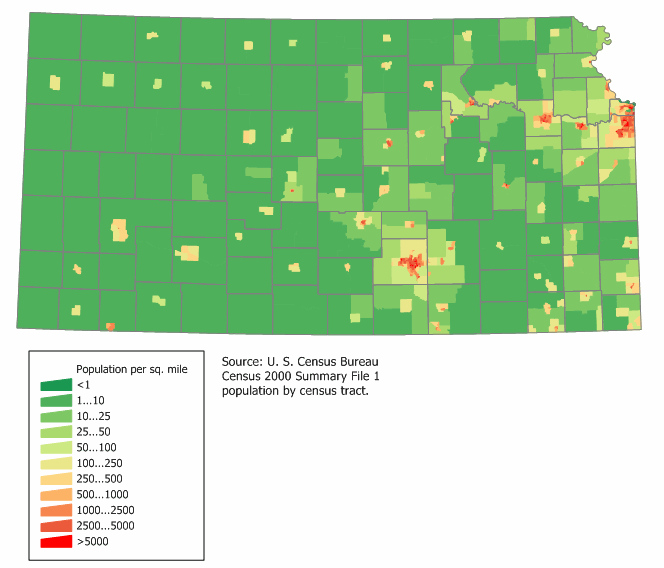 Population per sq. mile
<1
1...10
10...25
25...50
50...100
100...250
250...500
500...1000
1000...2500
2500...5000
>5000
Source: U. S. Census Bureau
Census 2000 Summary File 1
population by census tract.